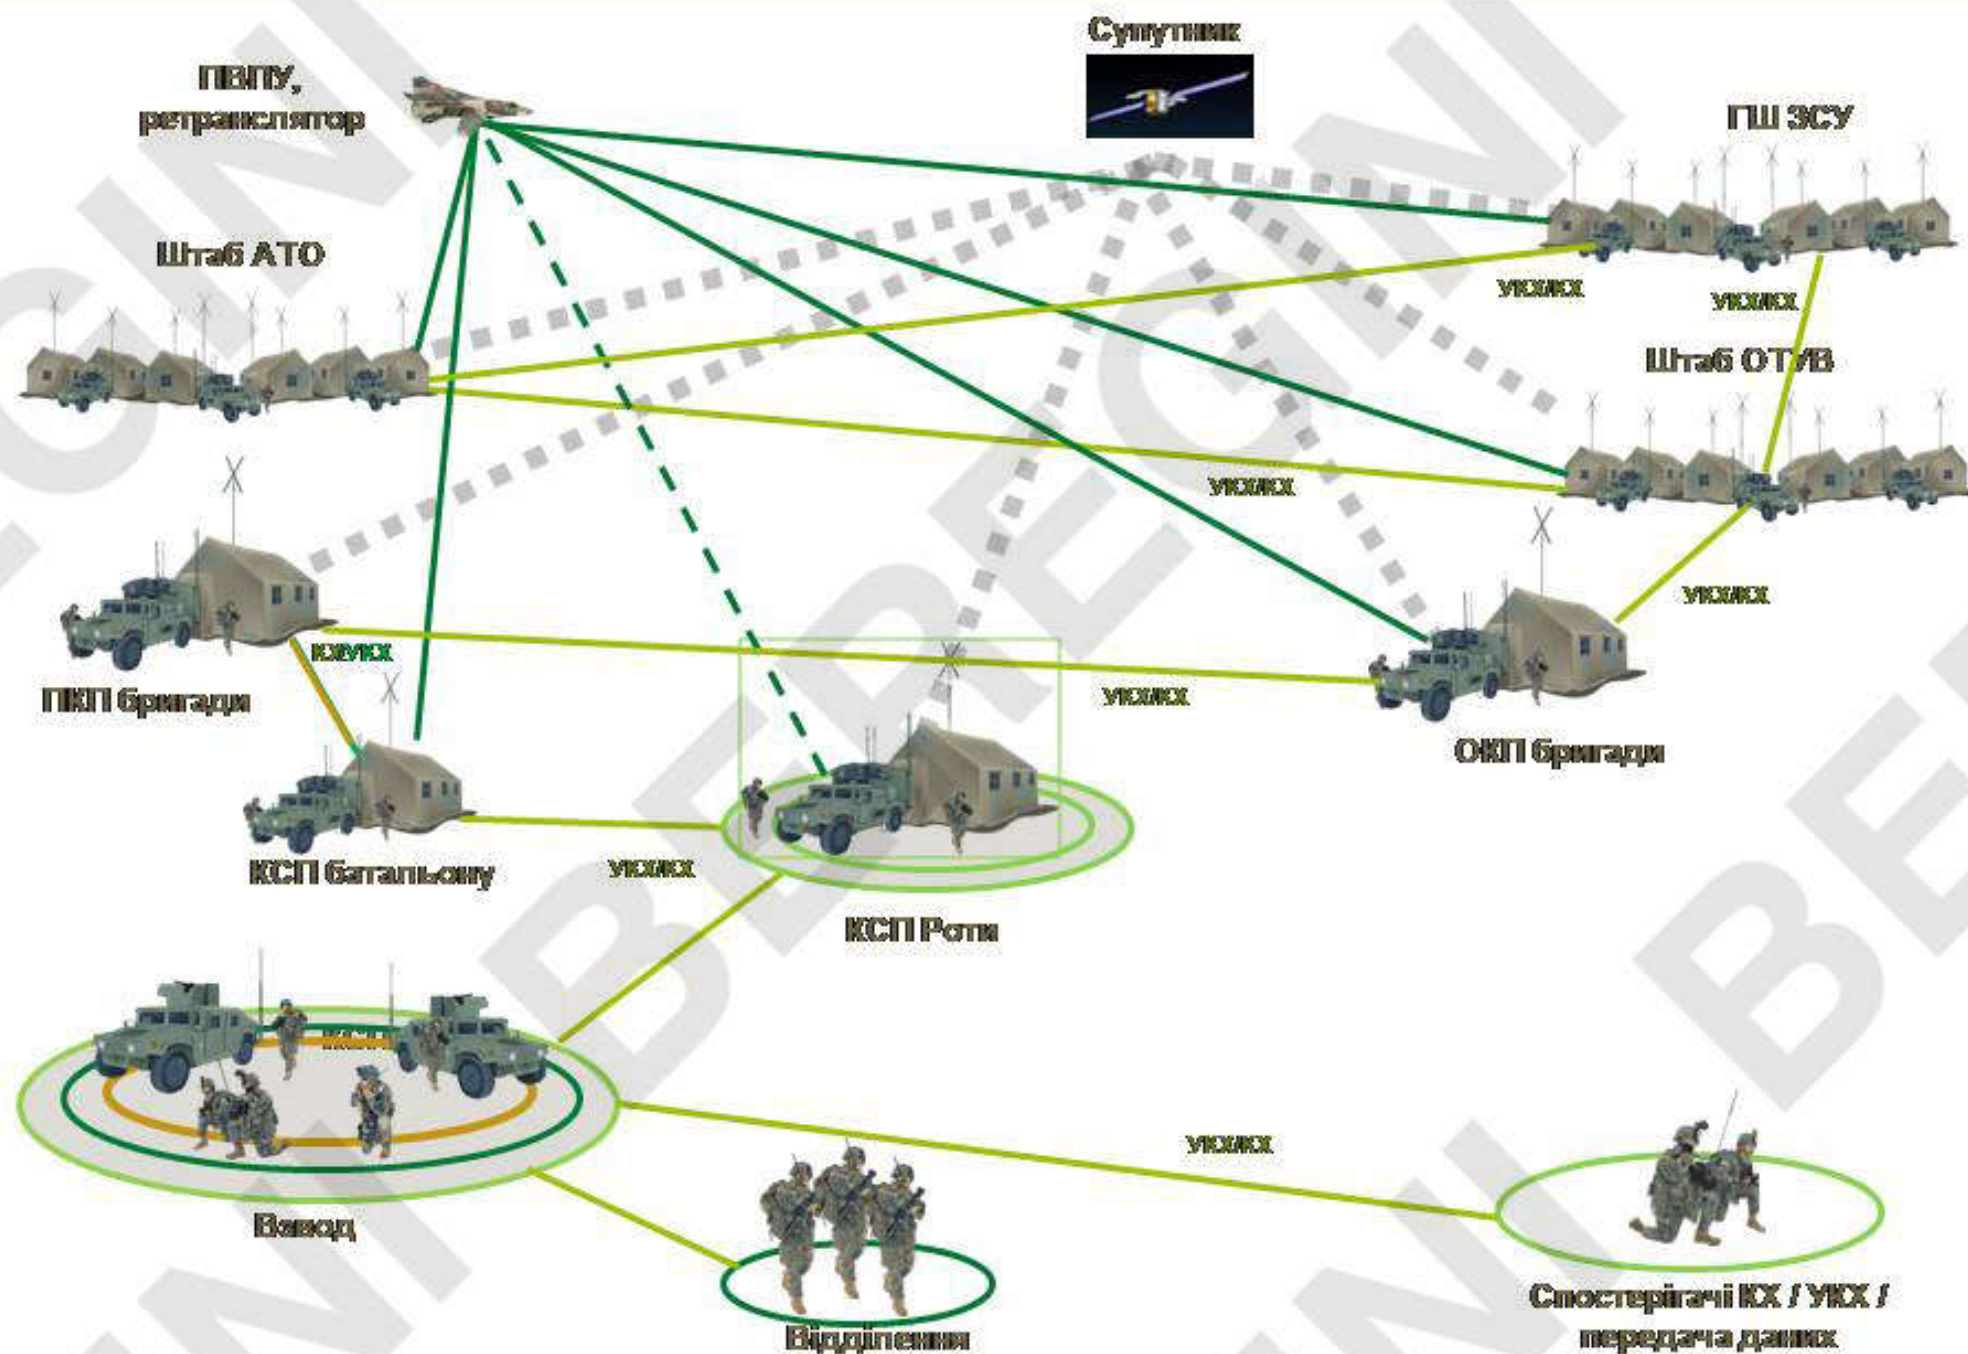 Супутник
ПВПУ,
ретранслятор
ГШ ЗСУ
Штаб АТО
УКХ/КХ
УКХ/КХ
Штаб ОТУВ
УКХ/КХ
УКХ/КХ
КХ/УКХ
ПКП бригади
УКХ/КХ
ОКП бригади
КСП батальону
УКХ/КХ
КСП Роти
Взвод
УКХ/КХ
Відділення
Спостерігачі КХ / УКХ /
передача даних
BEREGINI